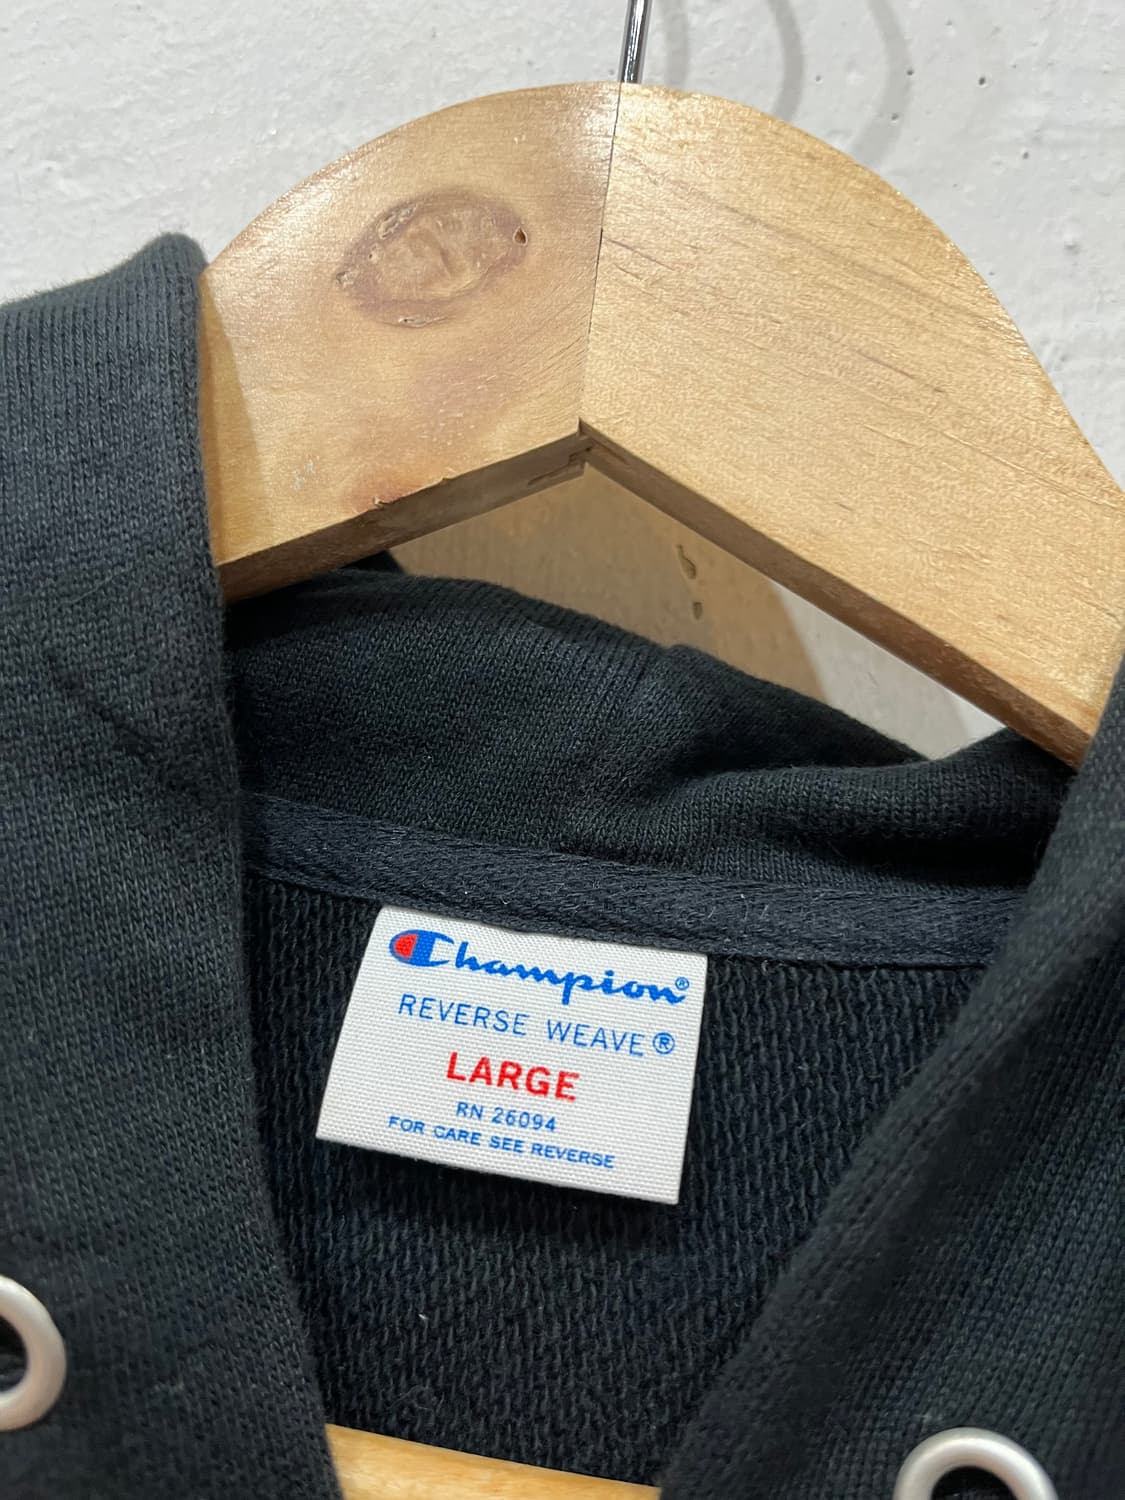 Champion®
REVERSE WEAVE®
LARGE
RN 26094
FOR CARE SEE REVERSE